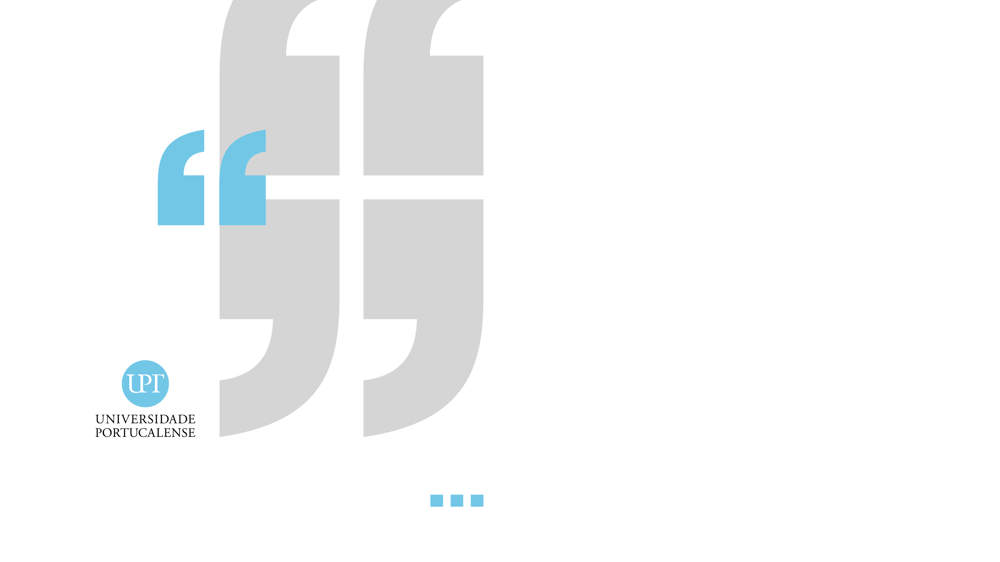 “
UPT
UNIVERSIDADE
PORTUCALENSE
...